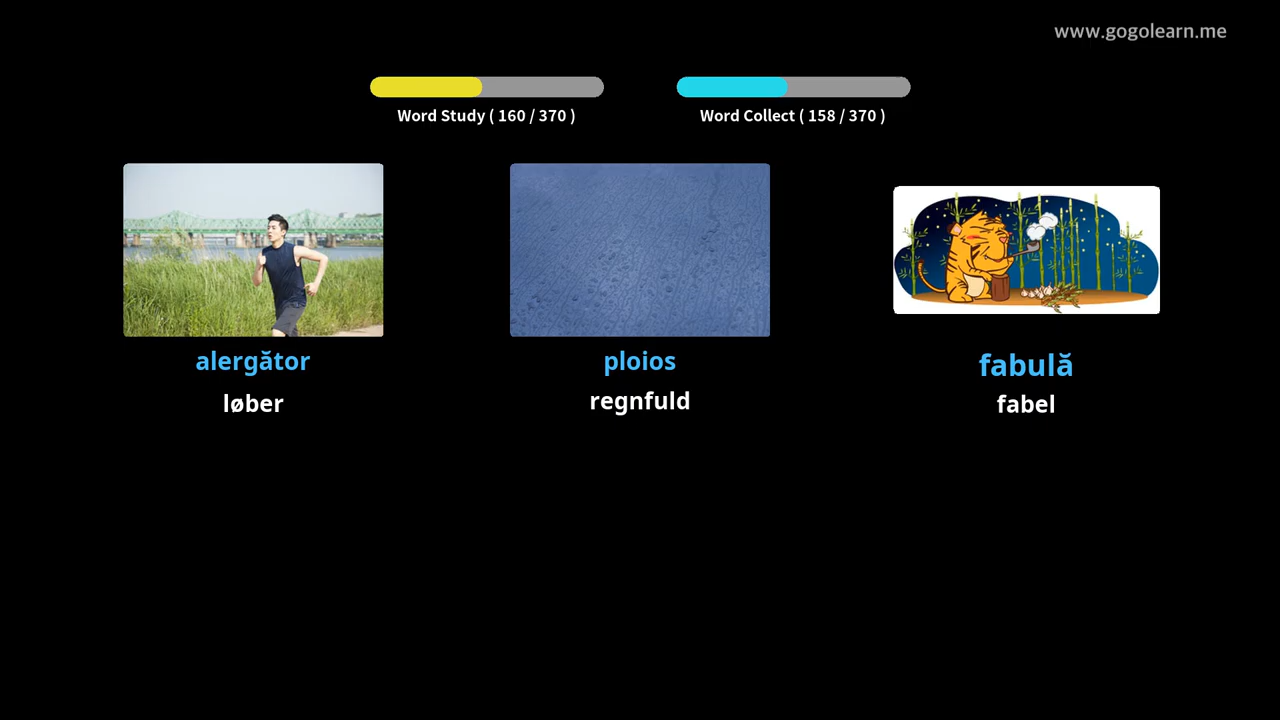 www.gogolearn.me
Word Study ( 160 / 370 )
Word Collect ( 158 / 370 )
alergător
ploios
fabulă
løber
regnfuld
fabel